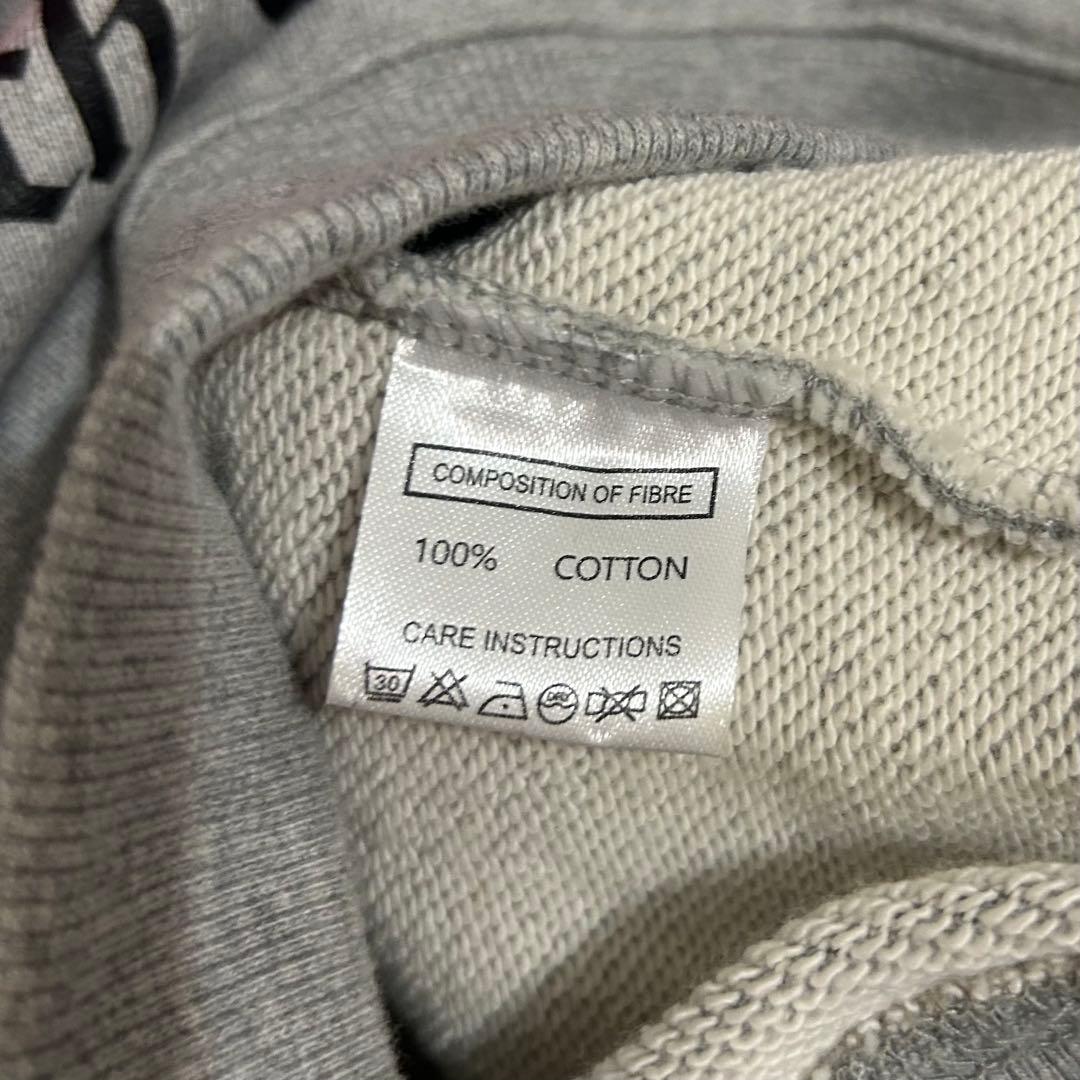 COMPOSITION OF FIBRE
100% COTTON
CARE INSTRUCTIONS
30